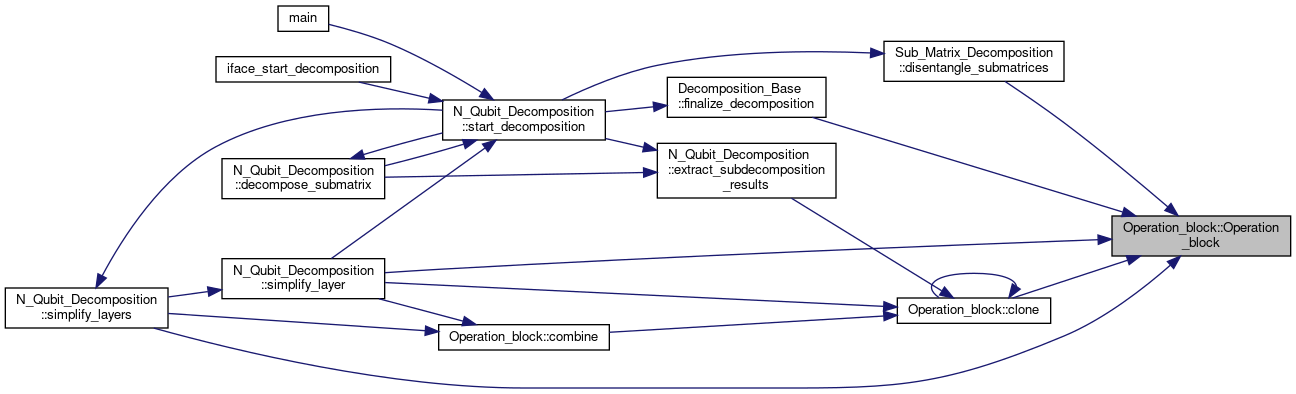 main
iface_start_decomposition
N_Qubit_Decomposition
::start_decomposition
N_Qubit_Decomposition
::decompose_submatrix
N_Qubit_Decomposition
::simplify_layer
N_Qubit_Decomposition
::simplify_layers
Operation_block::combine
Decomposition_Base
::finalize_decomposition
N_Qubit_Decomposition
::extract_subdecomposition
_results
Sub_Matrix_Decomposition
::disentangle_submatrices
Operation_block::clone
Operation_block::Operation
_block